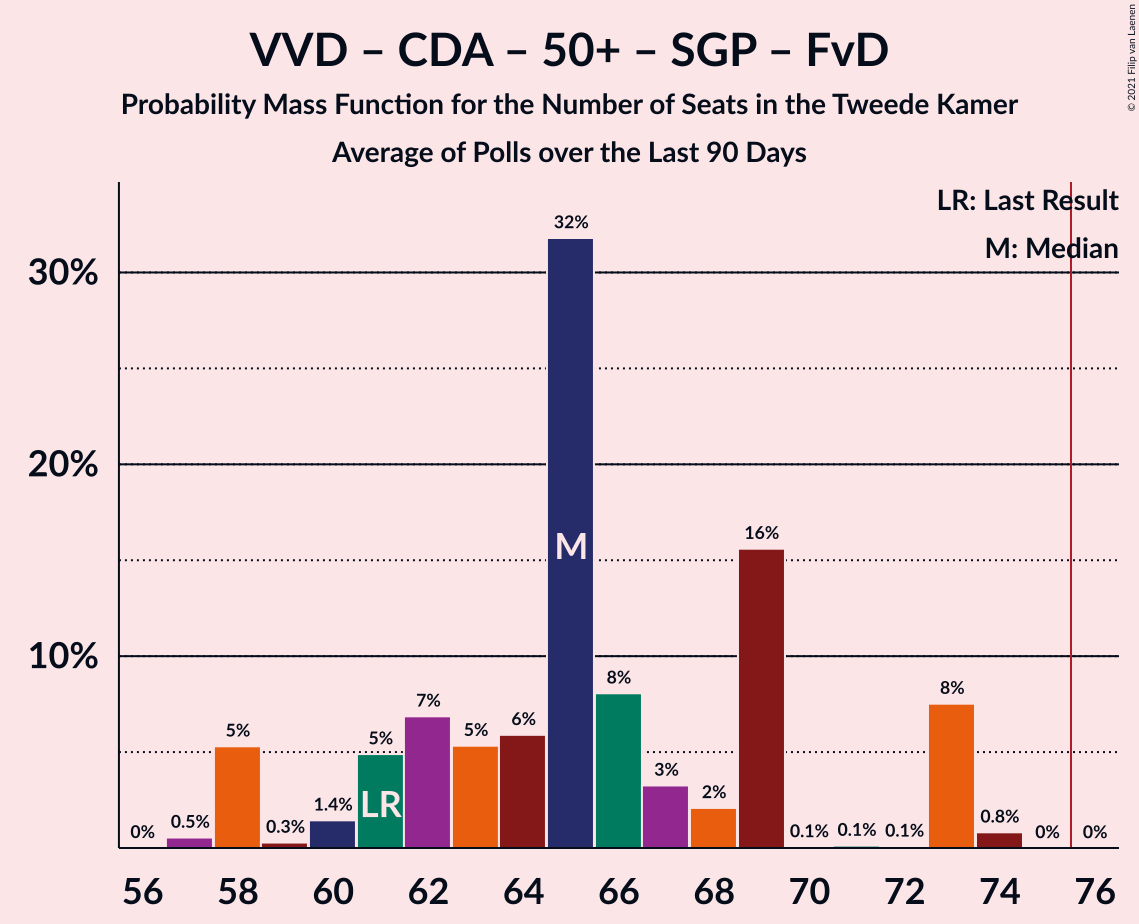 VVD – CDA – 50+ – SGP – FvD
Probability Mass Function for the Number of Seats in the Tweede Kamer
Average of Polls over the Last 90 Days
© 2021 Filip van Laenen
LR: Last Result
M: Median
30%
20%
10%
0%
0.5%
5%
0.3%
1.4%
5%
7%
5%
6%
32%
8%
3%
2%
16%
0.1%
0.1%
0.1%
8%
0.8%
0%
0%
LR
M
56 58 60 62 64 66 68 70 72 74 76